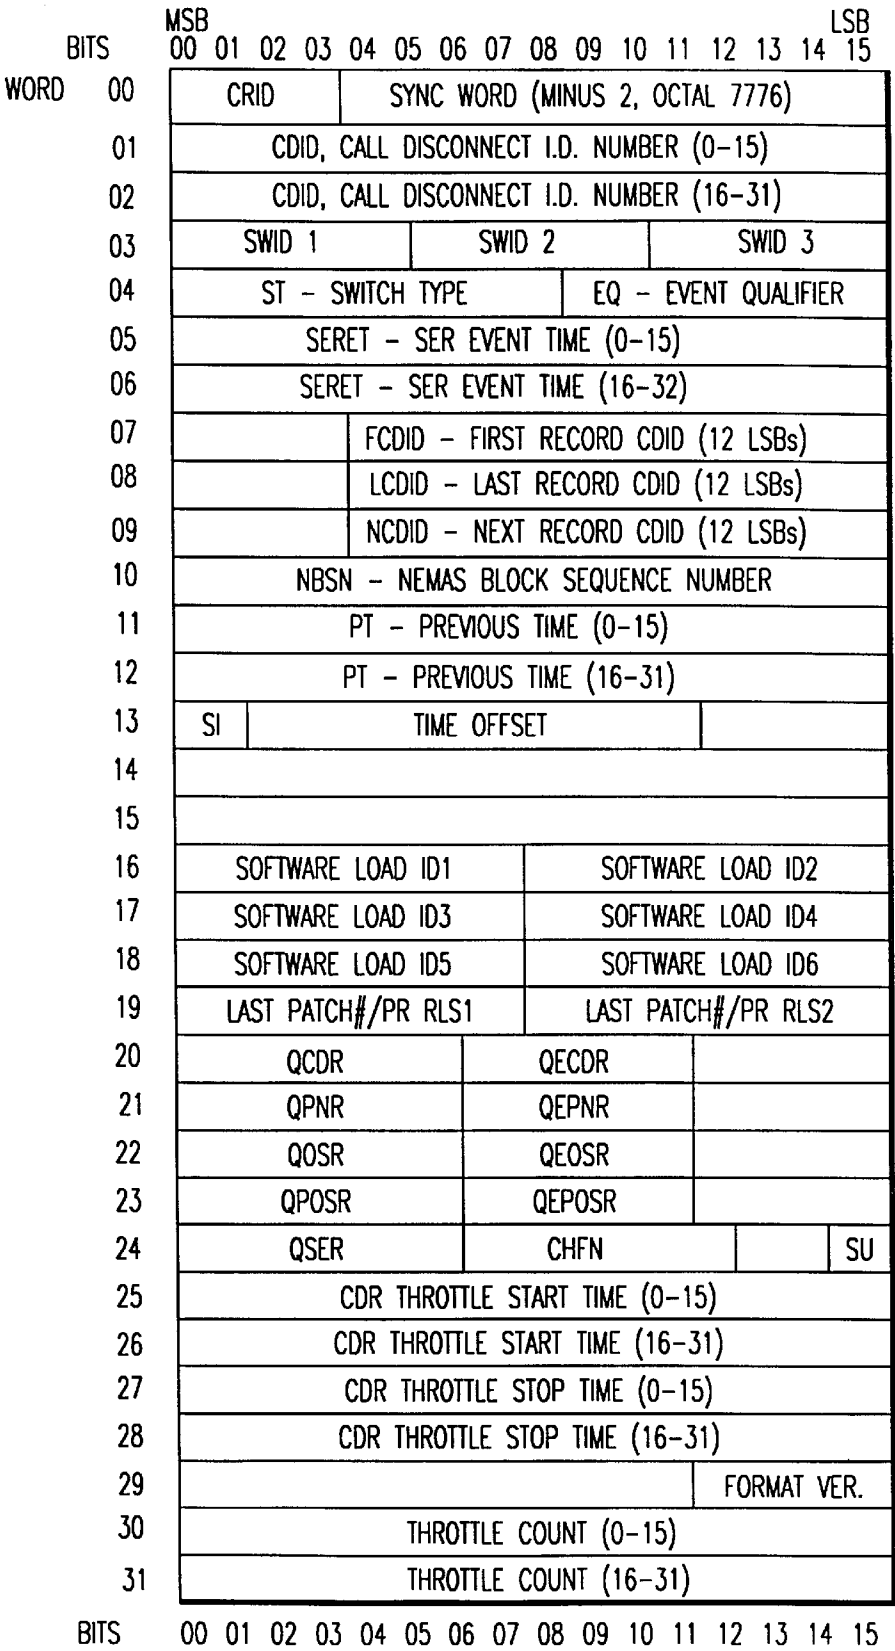 MSB LSB
BITS 00 01 02 03 04 05 06 07 08 09 10 11 12 13 14 15
WORD 00 CRID SYNC WORD (MINUS 2, OCTAL 7776)
01 CDID, CALL DISCONNECT I.D. NUMBER (0-15)
02 CDID, CALL DISCONNECT I.D. NUMBER (16-31)
03 SWID 1 SWID 2 SWID 3
04 ST - SWITCH TYPE EQ - EVENT QUALIFIER
05 SERET - SER EVENT TIME (0-15)
06 SERET - SER EVENT TIME (16-32)
07 FCDID - FIRST RECORD CDID (12 LSBs)
08 LCDID - LAST RECORD CDID (12 LSBs)
09 NCDID - NEXT RECORD CDID (12 LSBs)
10 NBSN - NEMAS BLOCK SEQUENCE NUMBER
11 PT - PREVIOUS TIME (0-15)
12 PT - PREVIOUS TIME (16-31)
13 SI TIME OFFSET
14
15
16 SOFTWARE LOAD ID1 SOFTWARE LOAD ID2
17 SOFTWARE LOAD ID3 SOFTWARE LOAD ID4
18 SOFTWARE LOAD ID5 SOFTWARE LOAD ID6
19 LAST PATCH#/PR RLS1 LAST PATCH#/PR RLS2
20 QCDR QECDR
21 QPNR QEPNR
22 QOSR QEOSR
23 QPOSR QEPOSR
24 QSER CHFN SU
25 CDR THROTTLE START TIME (0-15)
26 CDR THROTTLE START TIME (16-31)
27 CDR THROTTLE STOP TIME (0-15)
28 CDR THROTTLE STOP TIME (16-31)
29 FORMAT VER.
30 THROTTLE COUNT (0-15)
31 THROTTLE COUNT (16-31)
BITS 00 01 02 03 04 05 06 07 08 09 10 11 12 13 14 15